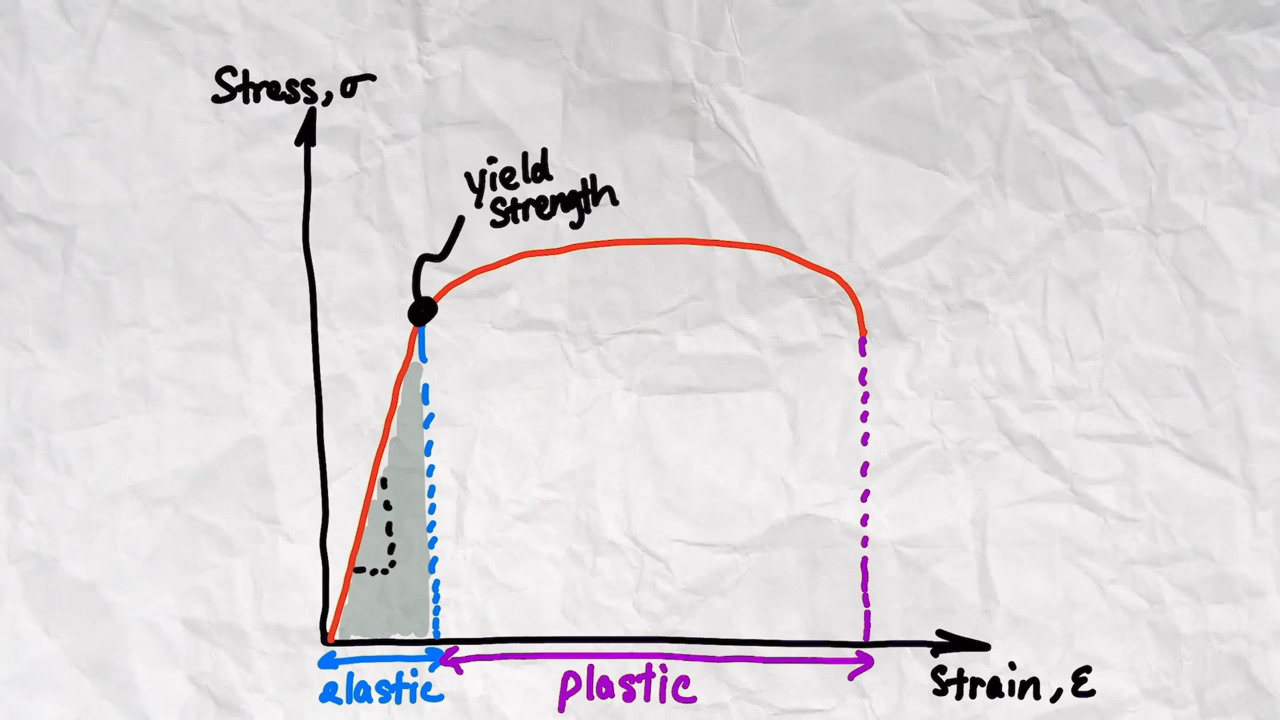 Stress, σ
yield
strength
elastic
plastic
Strain, ε